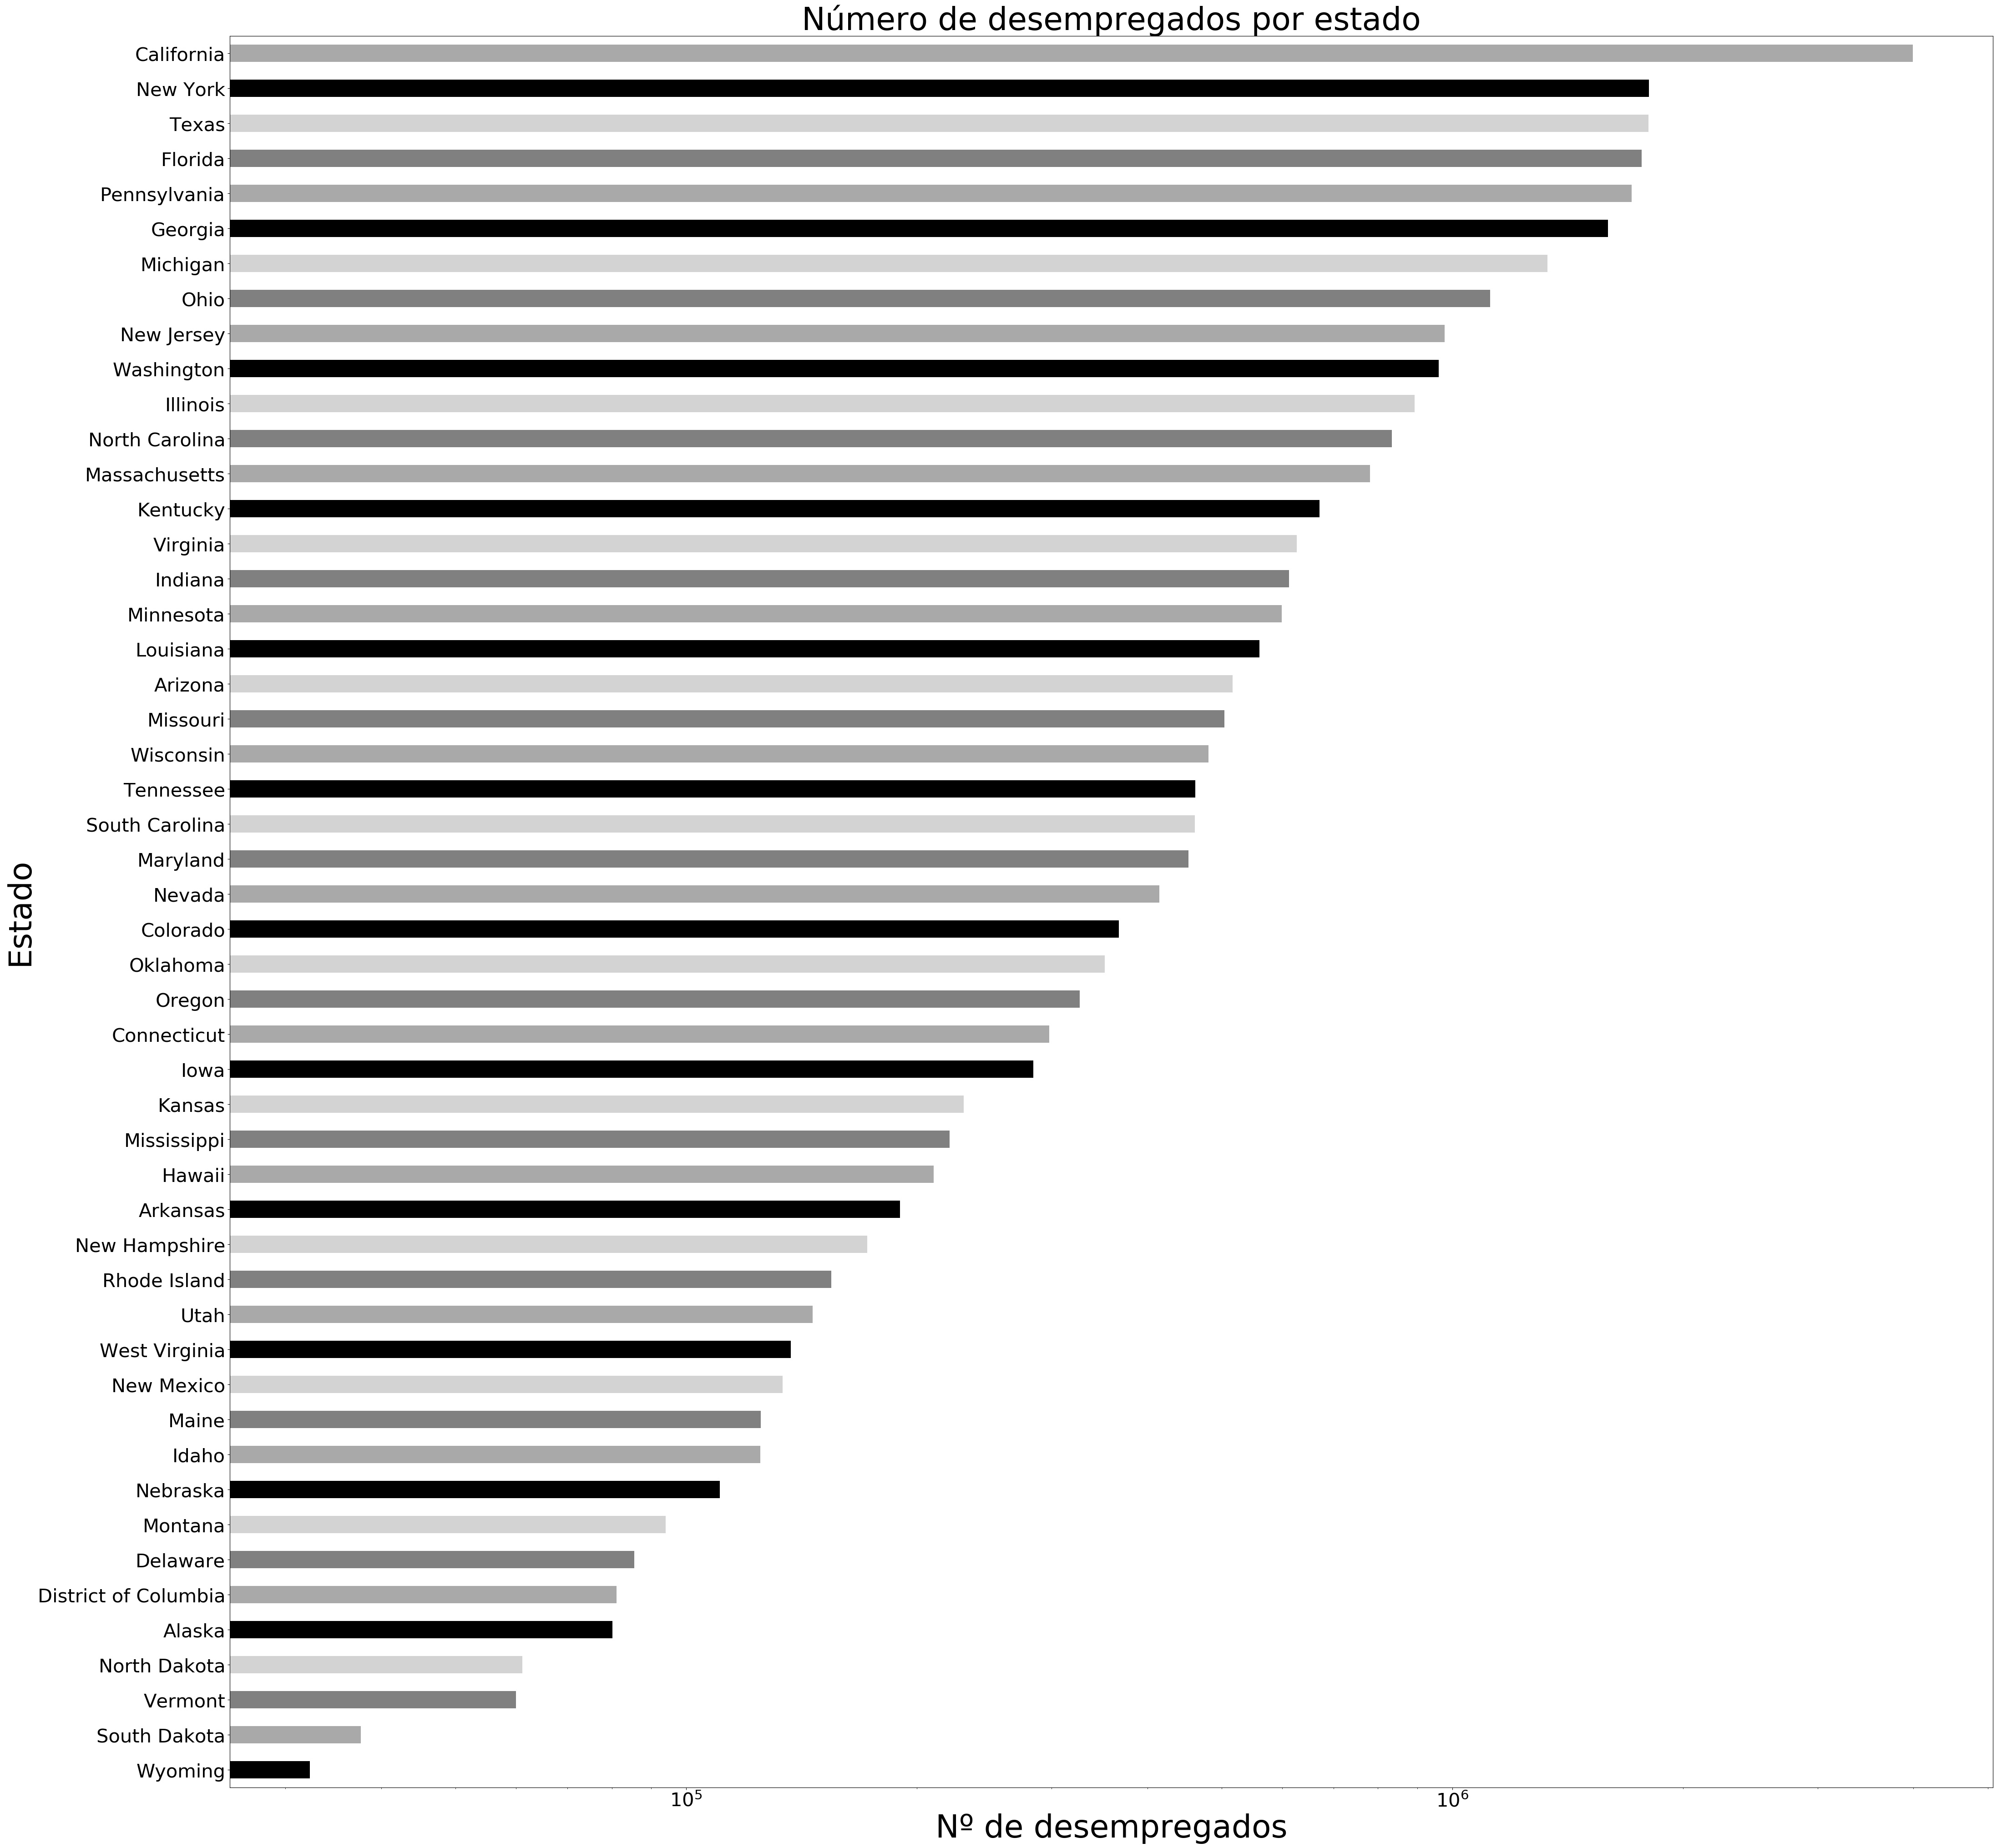 Número de desempregados por estado
California
New York
Texas
Florida
Pennsylvania
Georgia
Michigan
Ohio
New Jersey
Washington
Illinois
North Carolina
Massachusetts
Kentucky
Virginia
Indiana
Minnesota
Louisiana
Arizona
Missouri
Wisconsin
Tennessee
South Carolina
Maryland
Nevada
Colorado
Oklahoma
Oregon
Connecticut
Iowa
Kansas
Mississippi
Hawaii
Arkansas
New Hampshire
Rhode Island
Utah
West Virginia
New Mexico
Maine
Idaho
Nebraska
Montana
Delaware
District of Columbia
Alaska
North Dakota
Vermont
South Dakota
Wyoming
Estado
10⁵ 10⁶
Nº de desempregados